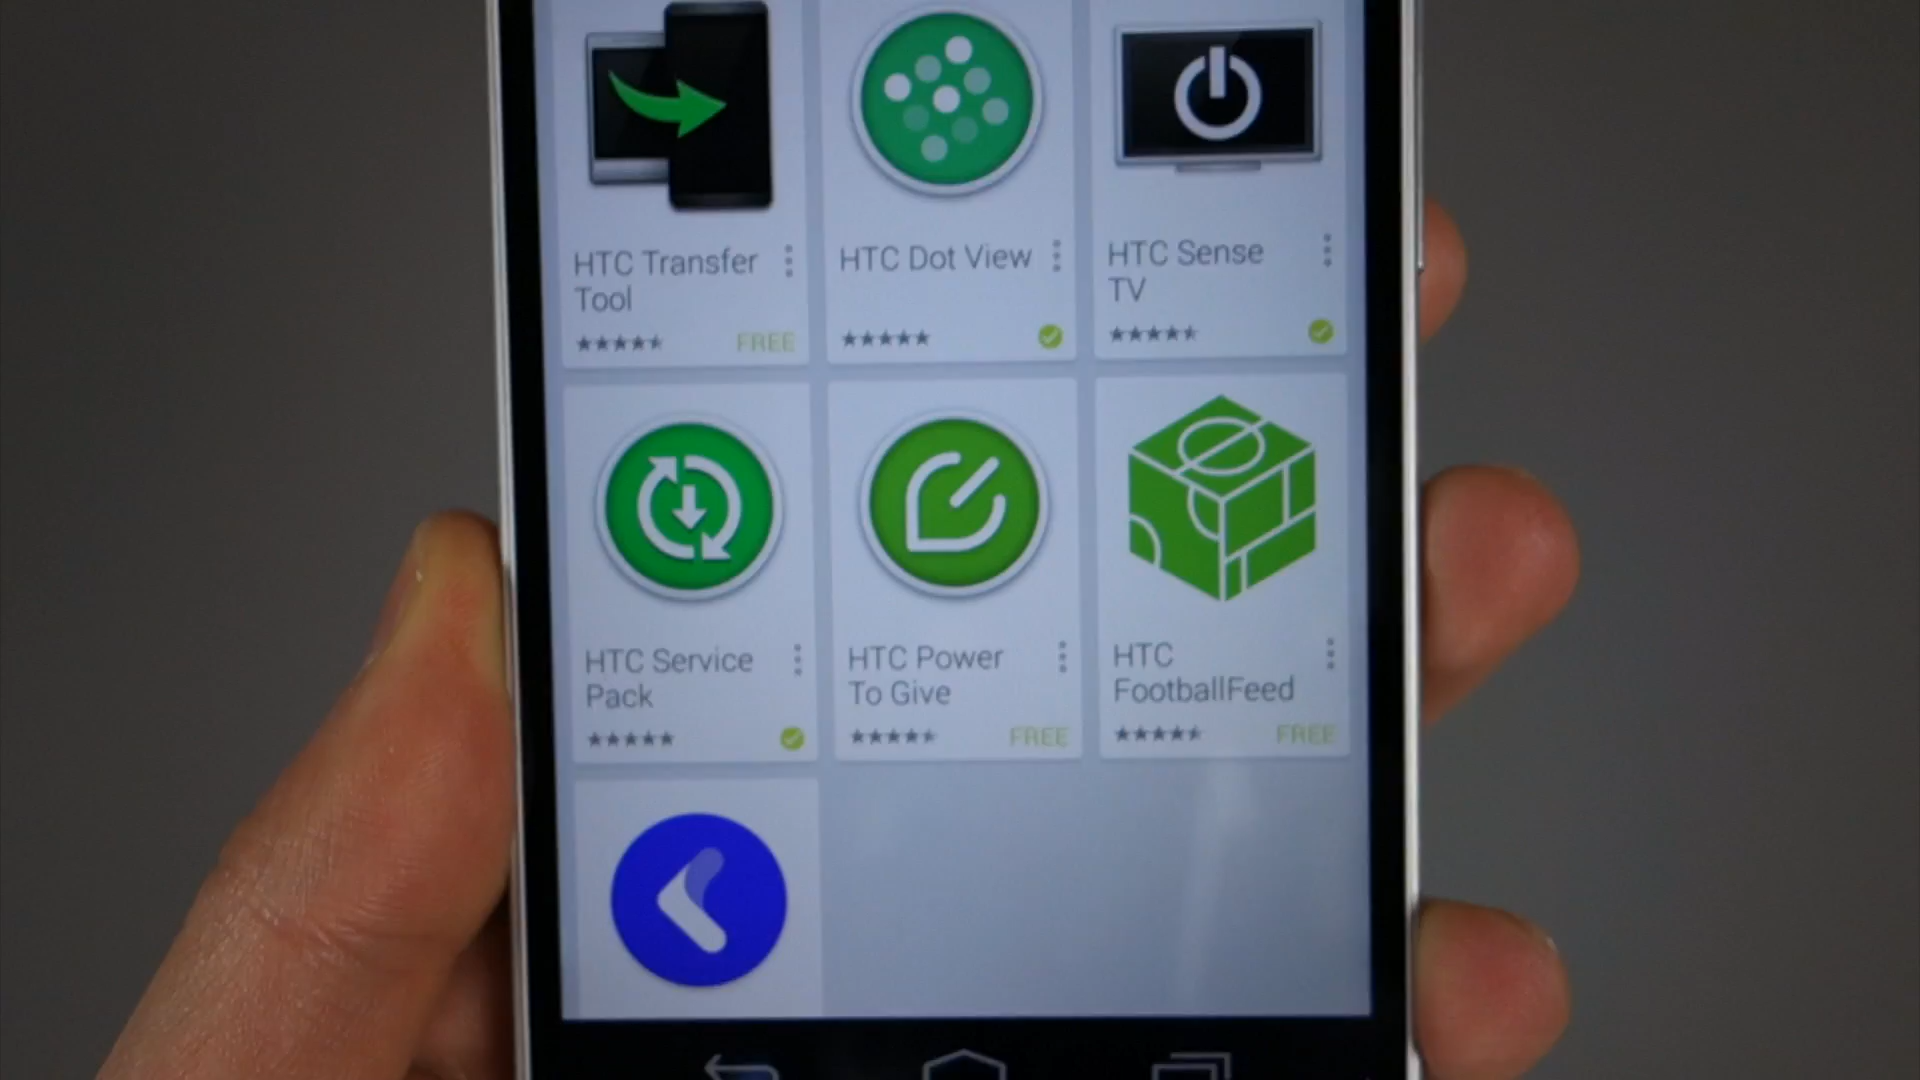 HTC Transfer
Tool
FREE
HTC Dot View
HTC Sense
TV
HTC Service
Pack
HTC Power
To Give
FREE
HTC
FootballFeed
FREE